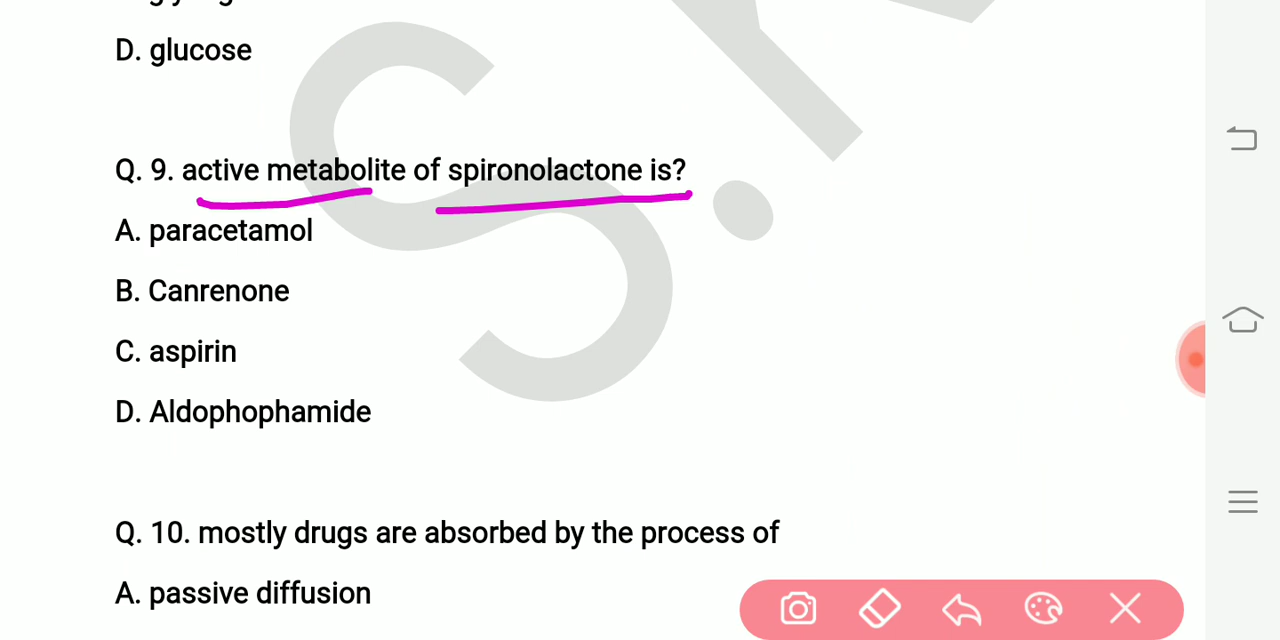 D. glucose
Q. 9. active metabolite of spironolactone is?
A. paracetamol
B. Canrenone
C. aspirin
D. Aldophophamide
Q. 10. mostly drugs are absorbed by the process of
A. passive diffusion